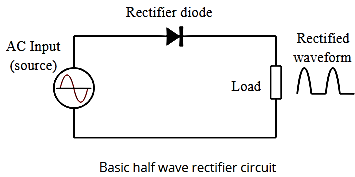 Rectifier diode
AC Input
(source)
Rectified
waveform
Load
Basic half wave rectifier circuit